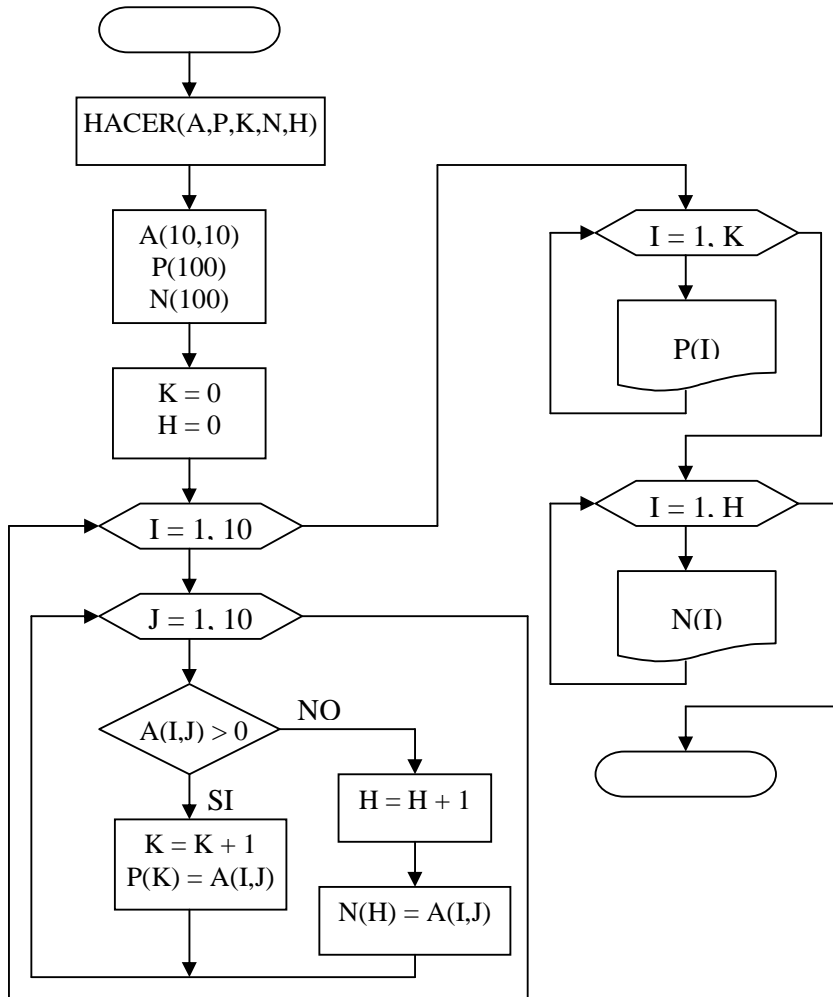 HACER(A,P,K,N,H)
A(10,10)
P(100)
N(100)
K = 0
H = 0
I = 1, 10
J = 1, 10
A(I,J) > 0
NO
SI
K = K + 1
P(K) = A(I,J)
H = H + 1
N(H) = A(I,J)
I = 1, K
P(I)
I = 1, H
N(I)